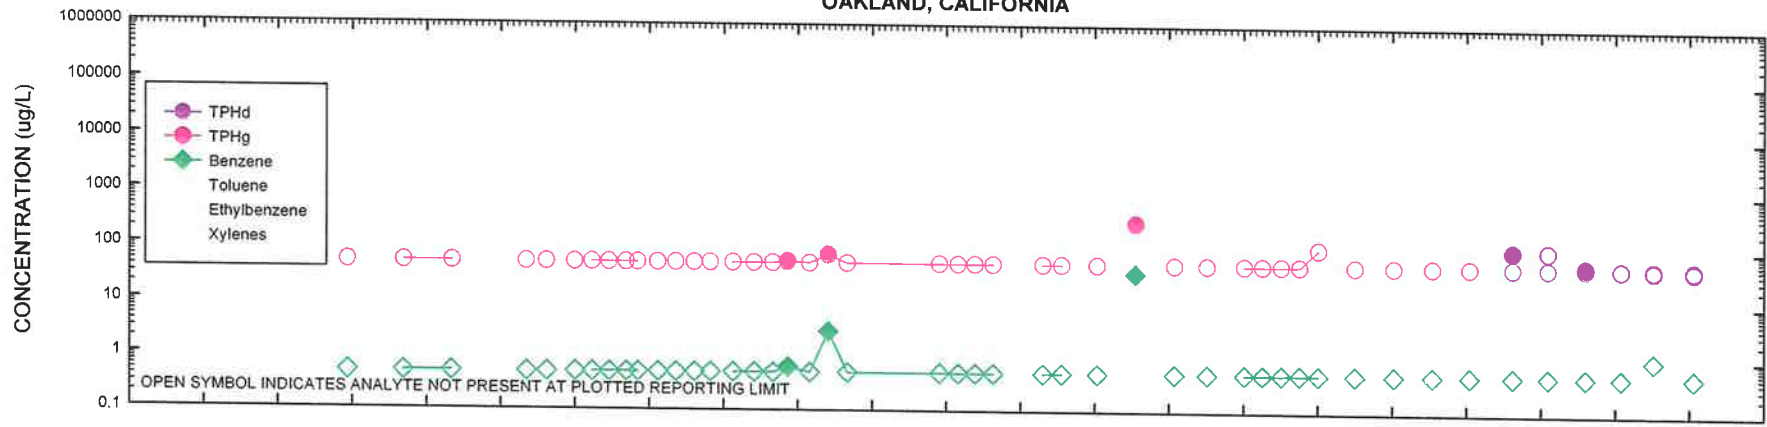 OAKLAND, CALIFORNIA
1000000
100000
10000
1000
100
10
1
0.1
CONCENTRATION (ug/L)
TPHd
TPHg
Benzene
Toluene
Ethylbenzene
Xylenes
OPEN SYMBOL INDICATES ANALYTE NOT PRESENT AT PLOTTED REPORTING LIMIT